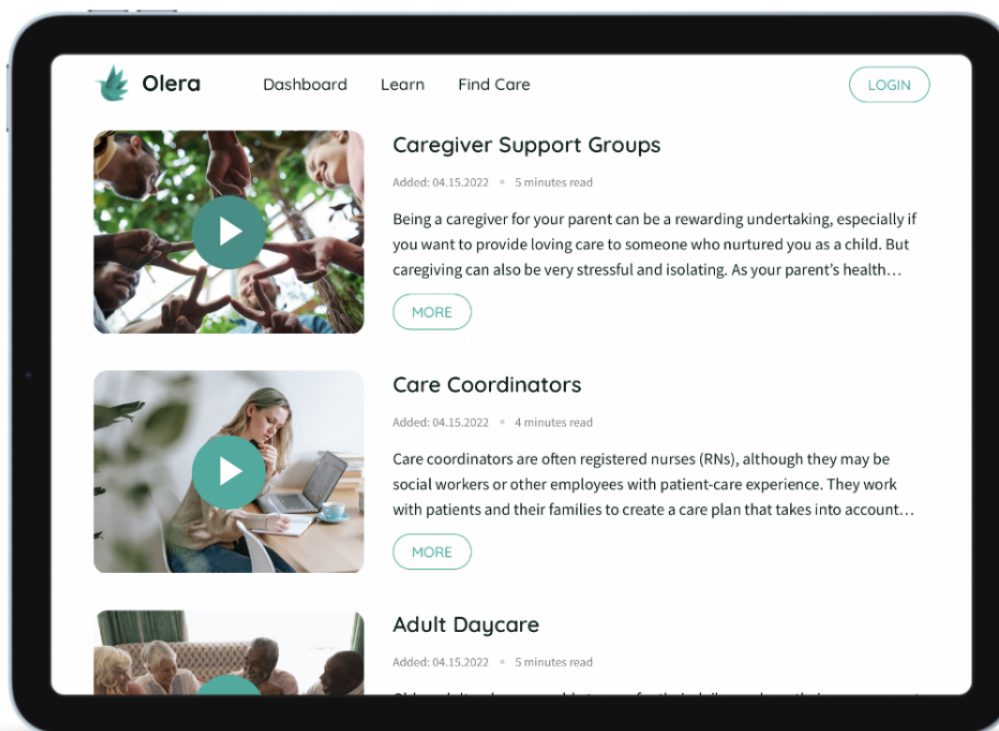 Olera
Dashboard
Learn
Find Care
LOGIN
Caregiver Support Groups
Added: 04.15.2022 • 5 minutes read
Being a caregiver for your parent can be a rewarding undertaking, especially if
you want to provide loving care to someone who nurtured you as a child. But
caregiving can also be very stressful and isolating. As your parent’s health…
MORE
Care Coordinators
Added: 04.15.2022 • 4 minutes read
Care coordinators are often registered nurses (RNs), although they may be
social workers or other employees with patient-care experience. They work
with patients and their families to create a care plan that takes into account…
MORE
Adult Daycare
Added: 04.15.2022 • 5 minutes read